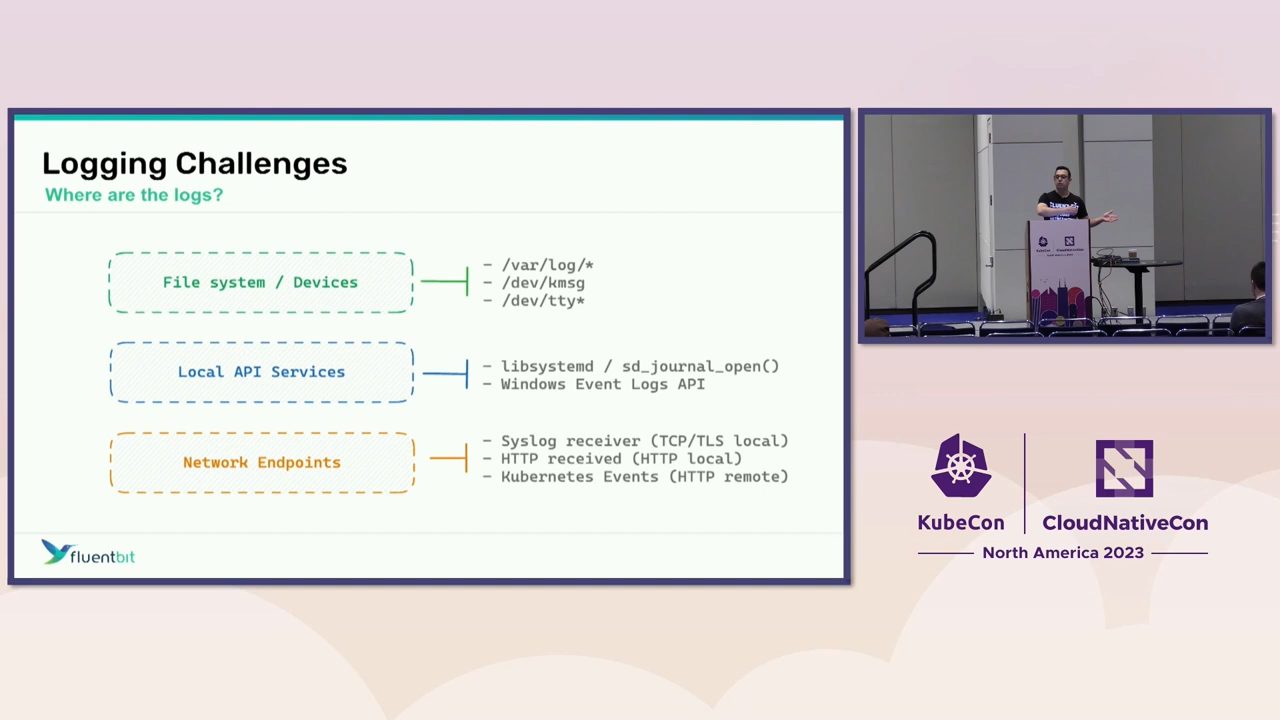 Logging Challenges
Where are the logs?
File system / Devices
- /var/log/*
- /dev/kmsg
- /dev/tty*
Local API Services
- libsystemd / sd_journal_open()
- Windows Event Logs API
Network Endpoints
- Syslog receiver (TCP/TLS local)
- HTTP received (HTTP local)
- Kubernetes Events (HTTP remote)
fluentbit
KubeCon
CloudNativeCon
KubeCon
CloudNativeCon
North America 2023